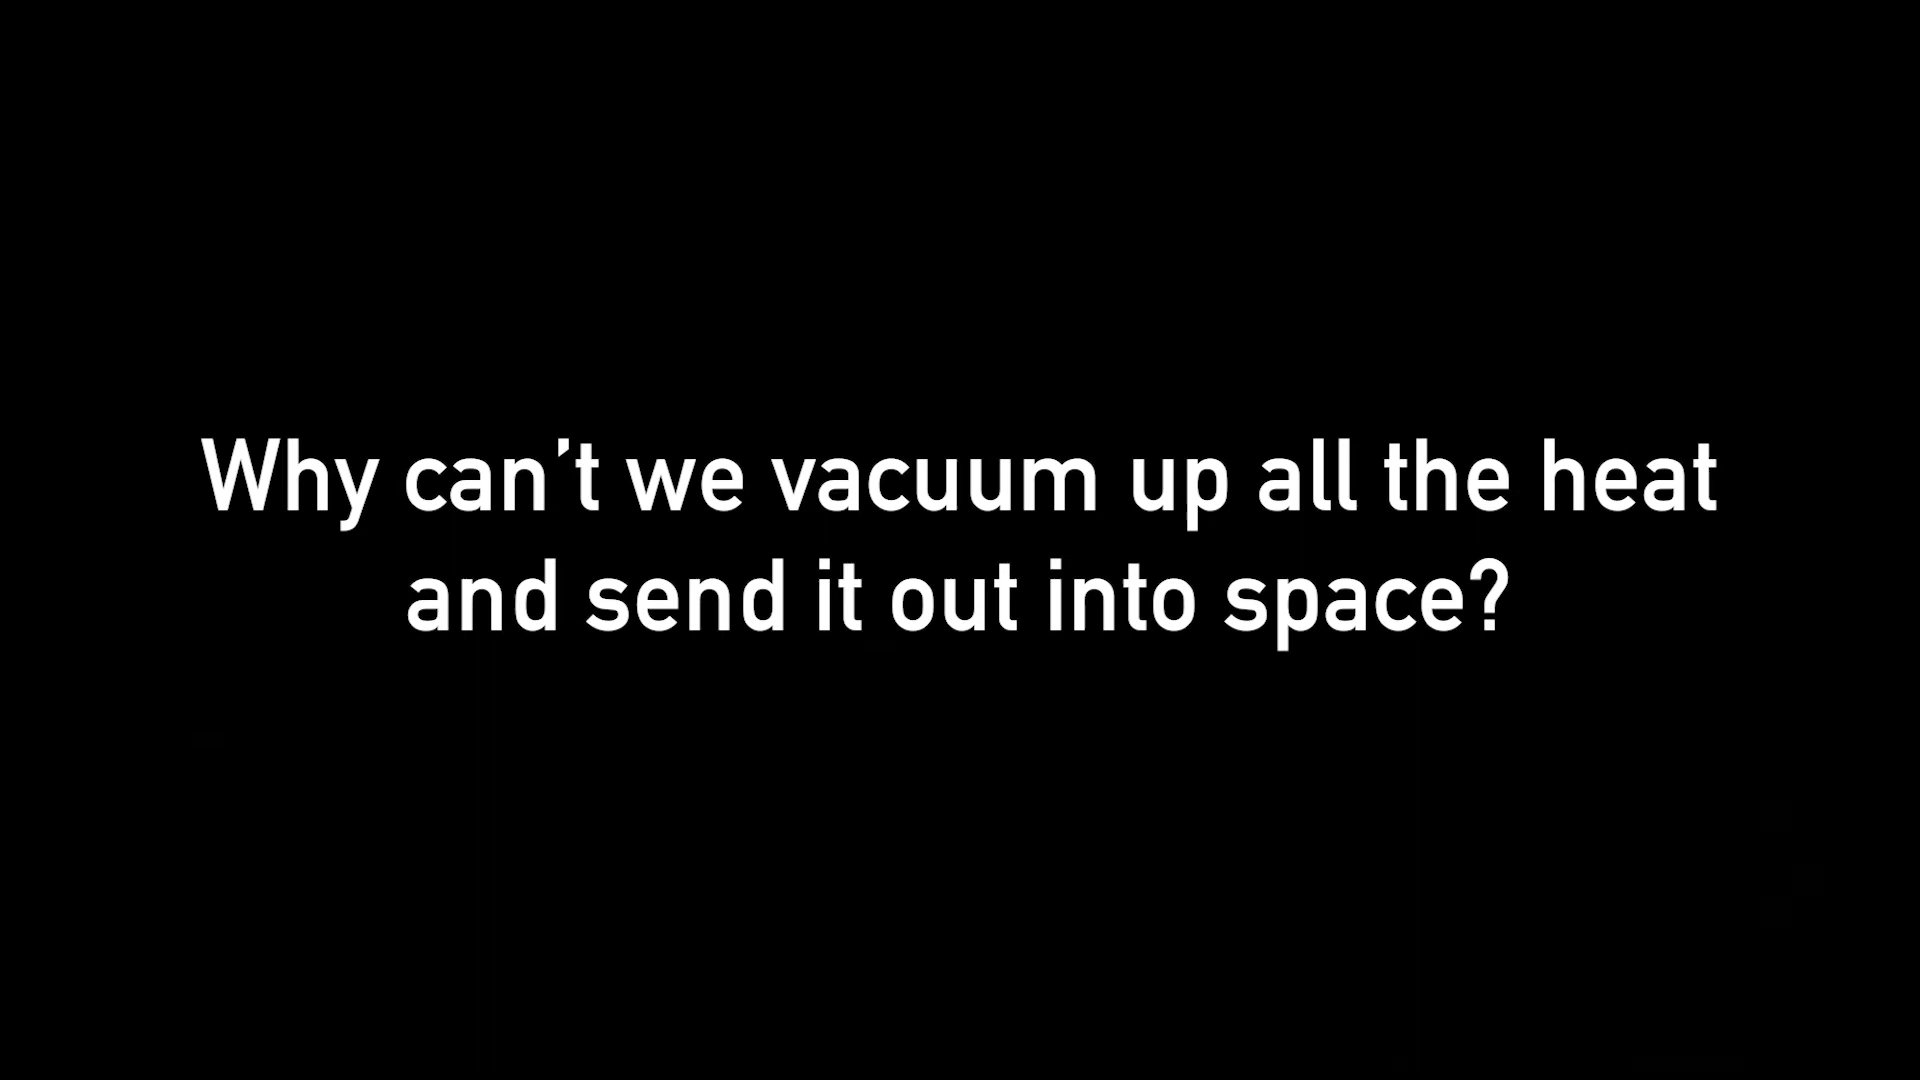 Why can’t we vacuum up all the heat
and send it out into space?